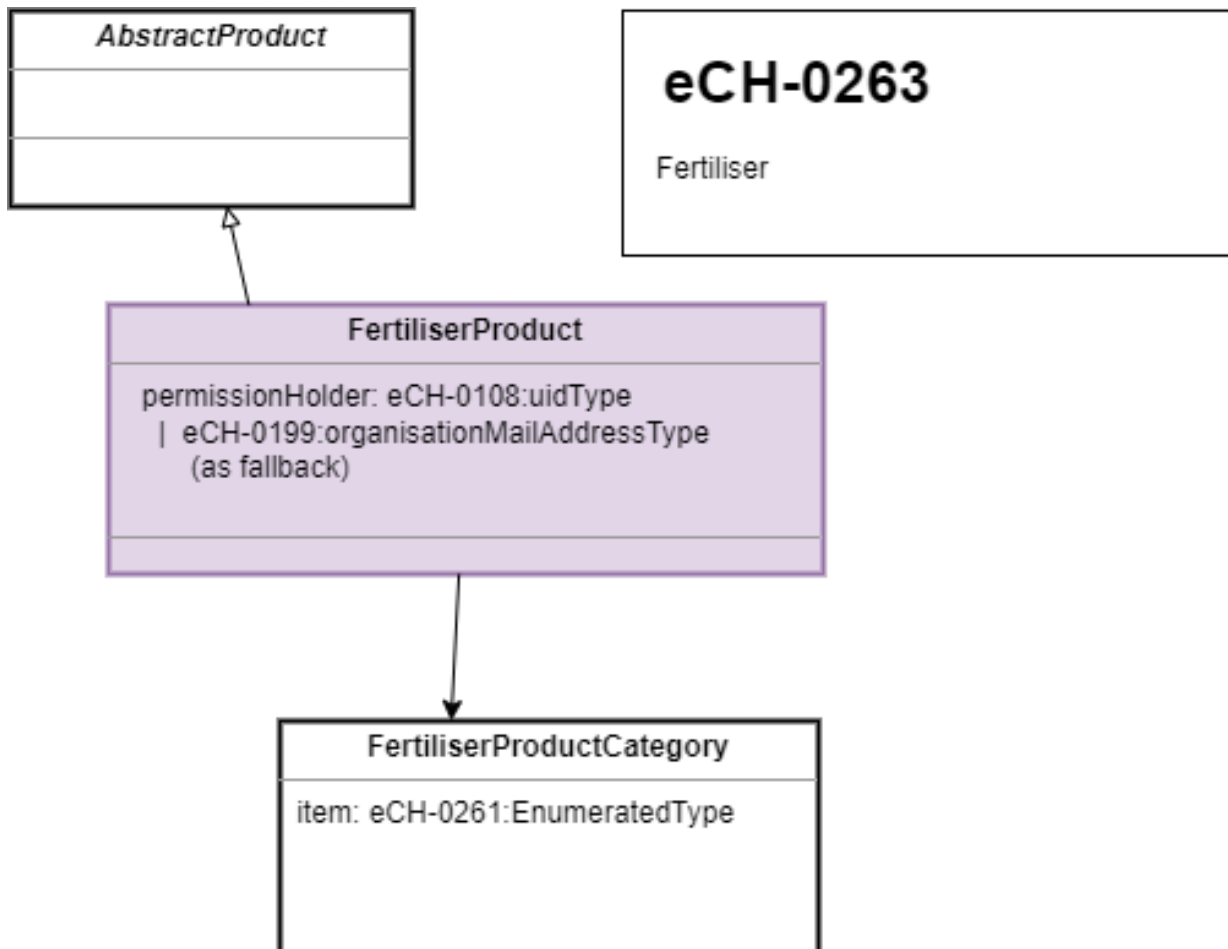 AbstractProduct
eCH-0263
Fertiliser
FertiliserProduct
permissionHolder: eCH-0108:uidType
| eCH-0199:organisationMailAddressType
(as fallback)
FertiliserProductCategory
item: eCH-0261:EnumeratedType